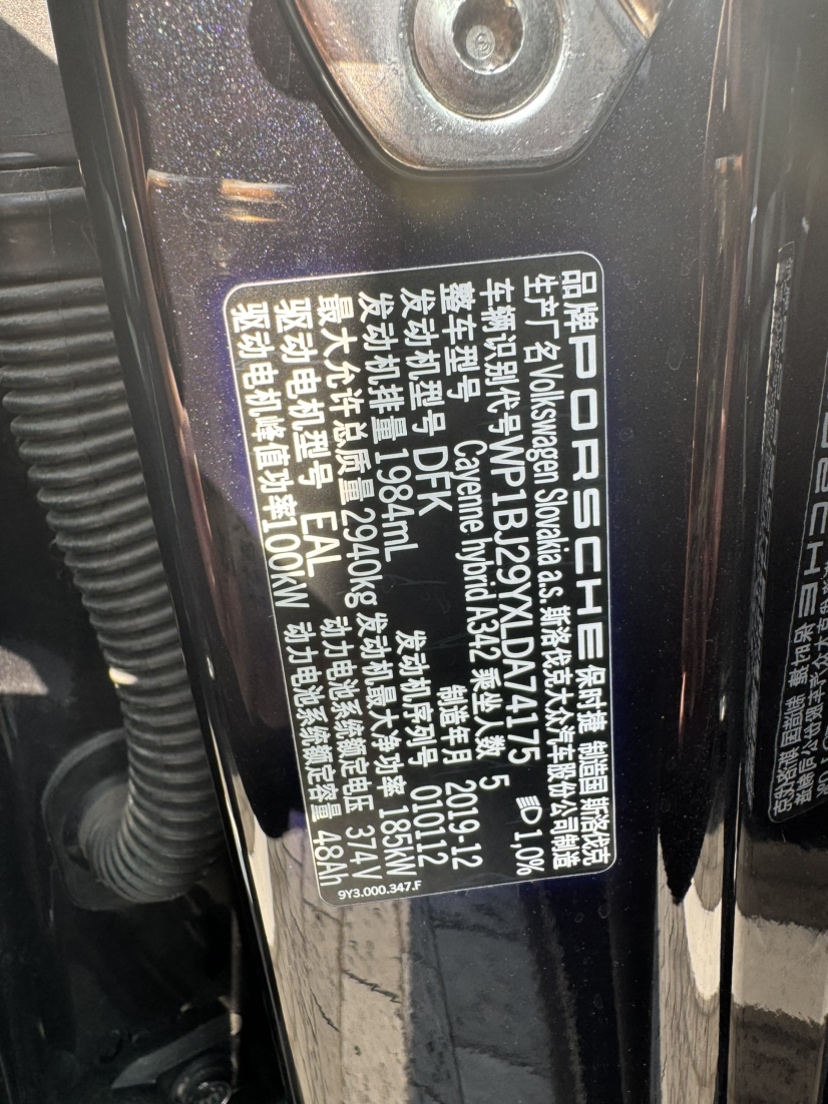 品牌 PORSCHE 保时捷 制造国 斯洛伐克
生产厂名 Volkswagen Slovakia a.s. 斯洛伐克大众汽车股份公司制造
车辆识别代号 WP1BJ29YXLDA74175 1,0%
整车型号 Cayenne hybrid A342 乘坐人数 5
发动机型号 DFK 制造年月 2019-12
发动机排量 1984mL 发动机序列号 010112
最大允许总质量 2940kg 发动机最大净功率 185kW
驱动电机型号 EAL 动力电池系统额定电压 374V
驱动电机峰值功率 100kW 动力电池系统额定容量 48Ah
9Y3.000.347.F